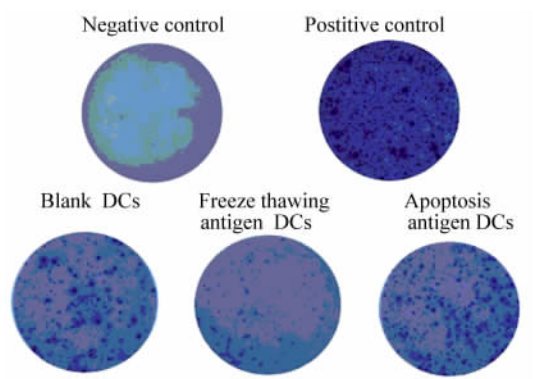 Negative control
Postitive control
Blank DCs
Freeze thawing
antigen DCs
Apoptosis
antigen DCs